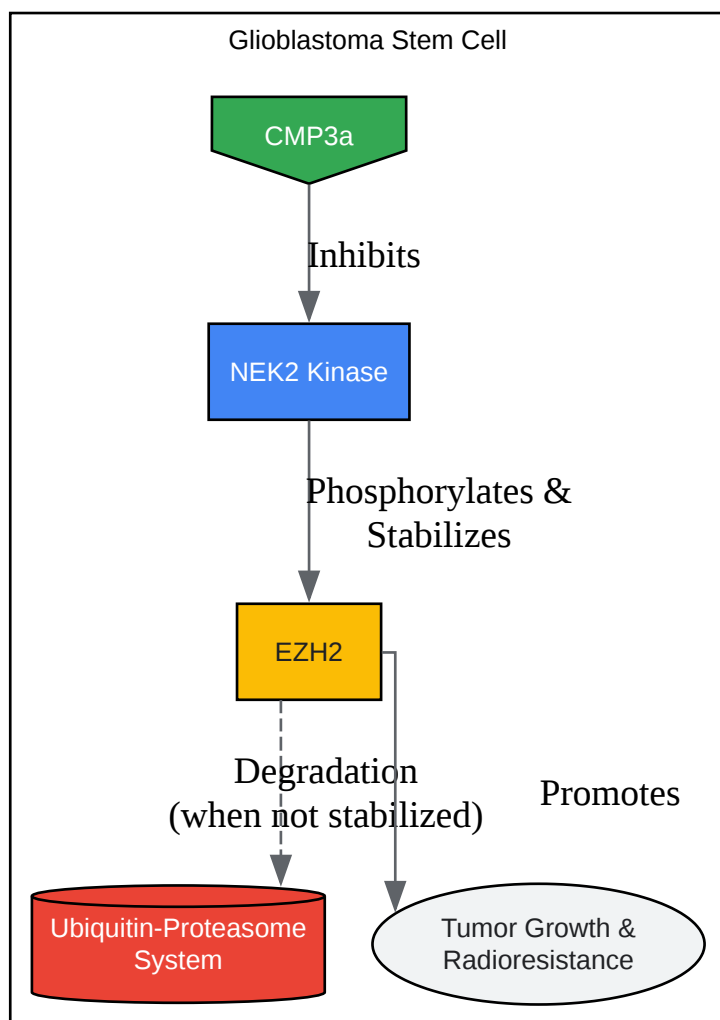 Glioblastoma Stem Cell
CMP3a
Inhibits
NEK2 Kinase
Phosphorylates &
Stabilizes
EZH2
Degradation
(when not stabilized)
Promotes
Ubiquitin-Proteasome
System
Tumor Growth &
Radioresistance